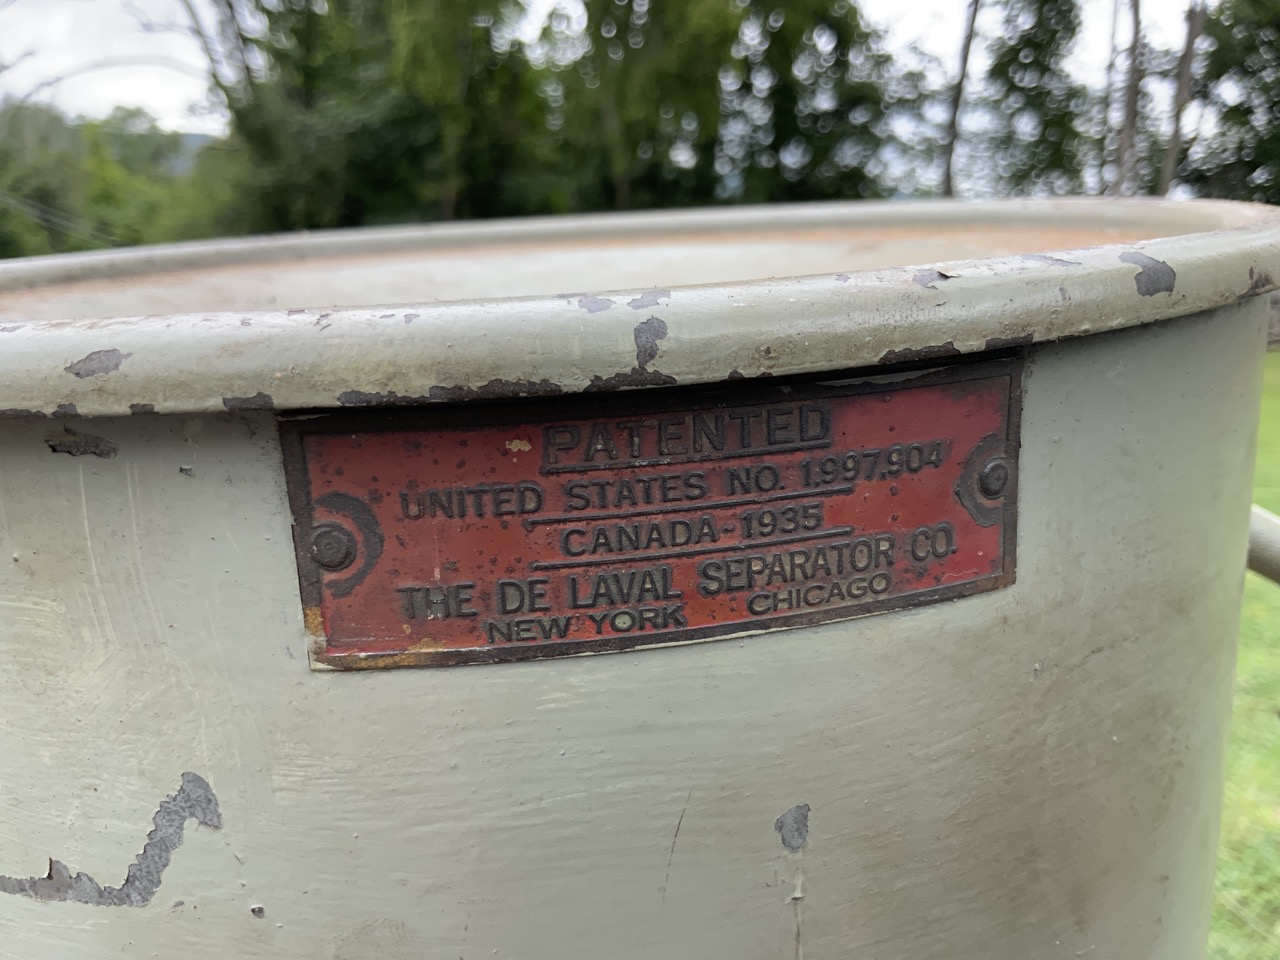 PATENTED
UNITED STATES NO. 1.997.904
CANADA-1935
THE DE LAVAL SEPARATOR CO.
NEW YORK CHICAGO